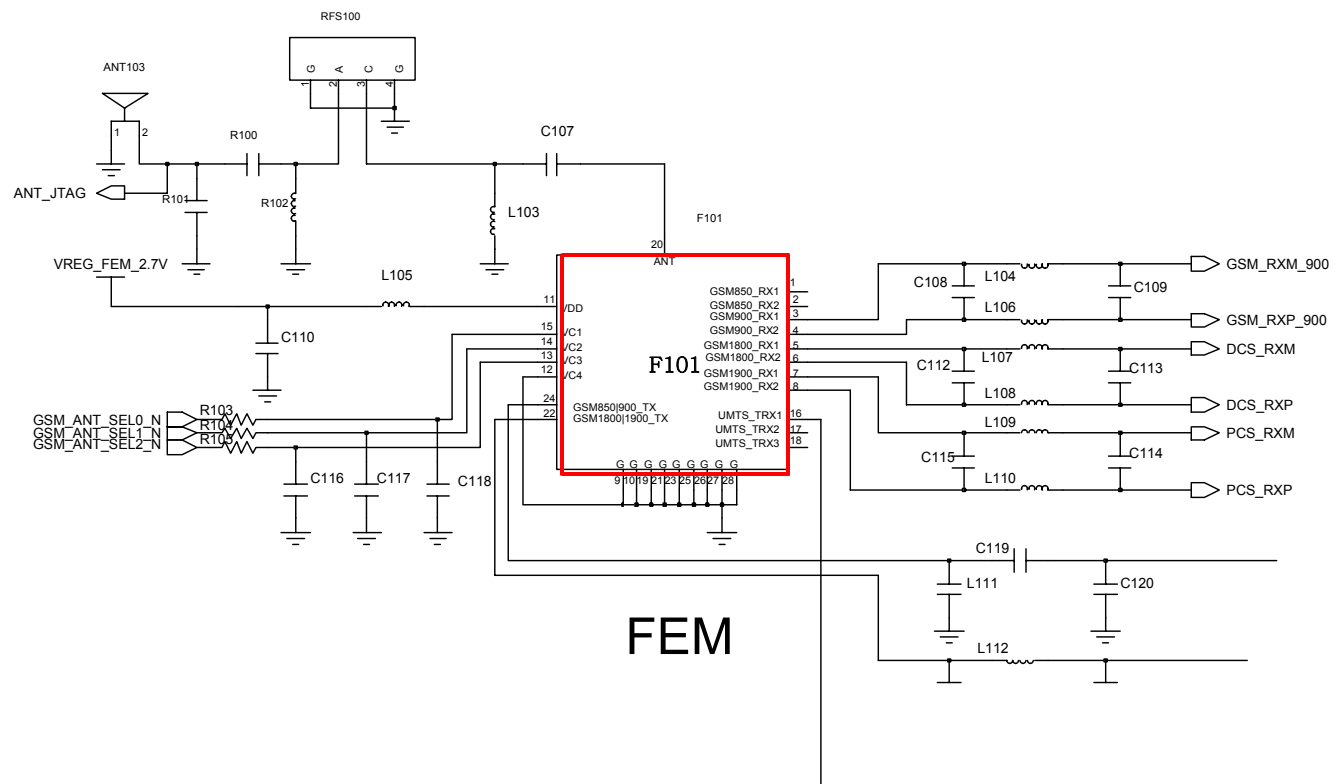 RFS100
G A C G
1 2 3 4
ANT103
1 2
R100
C107
ANT_JTAG
R101
R102
L103
F101
20
ANT
VREG_FEM_2.7V
L105
C110
11 VDD
15 VC1
14 VC2
13 VC3
12 VC4
24 GSM850|900_TX
22 GSM1800|1900_TX
F101
GSM850_RX1 1
GSM850_RX2 2
GSM900_RX1 3
GSM900_RX2 4
GSM1800_RX1 5
GSM1800_RX2 6
GSM1900_RX1 7
GSM1900_RX2 8
UMTS_TRX1 16
UMTS_TRX2 17
UMTS_TRX3 18
G G G G G G G G G
9 10 19 21 23 25 26 27 28
GSM_ANT_SEL0_N R103
GSM_ANT_SEL1_N R104
GSM_ANT_SEL2_N R105
C116 C117 C118
C108 L104 C109 GSM_RXM_900
L106 GSM_RXP_900
C112 L107 C113 DCS_RXM
L108 DCS_RXP
L109 PCS_RXM
C115 C114
L110 PCS_RXP
C119
L111 C120
L112
FEM